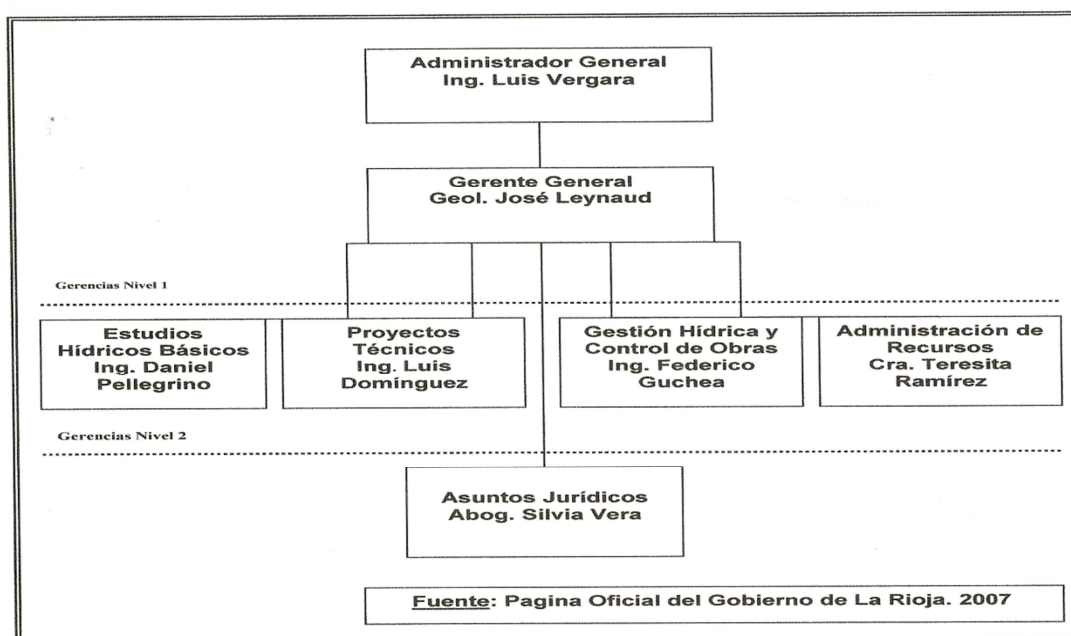 Administrador General
Ing. Luis Vergara
Gerente General
Geol. José Leynaud
Gerencias Nivel 1
Estudios
Hídricos Básicos
Ing. Daniel
Pellegrino
Proyectos
Técnicos
Ing. Luis
Domínguez
Gestión Hídrica y
Control de Obras
Ing. Federico
Guchea
Administración de
Recursos
Cra. Teresita
Ramírez
Gerencias Nivel 2
Asuntos Jurídicos
Abog. Silvia Vera
Fuente: Pagina Oficial del Gobierno de La Rioja. 2007